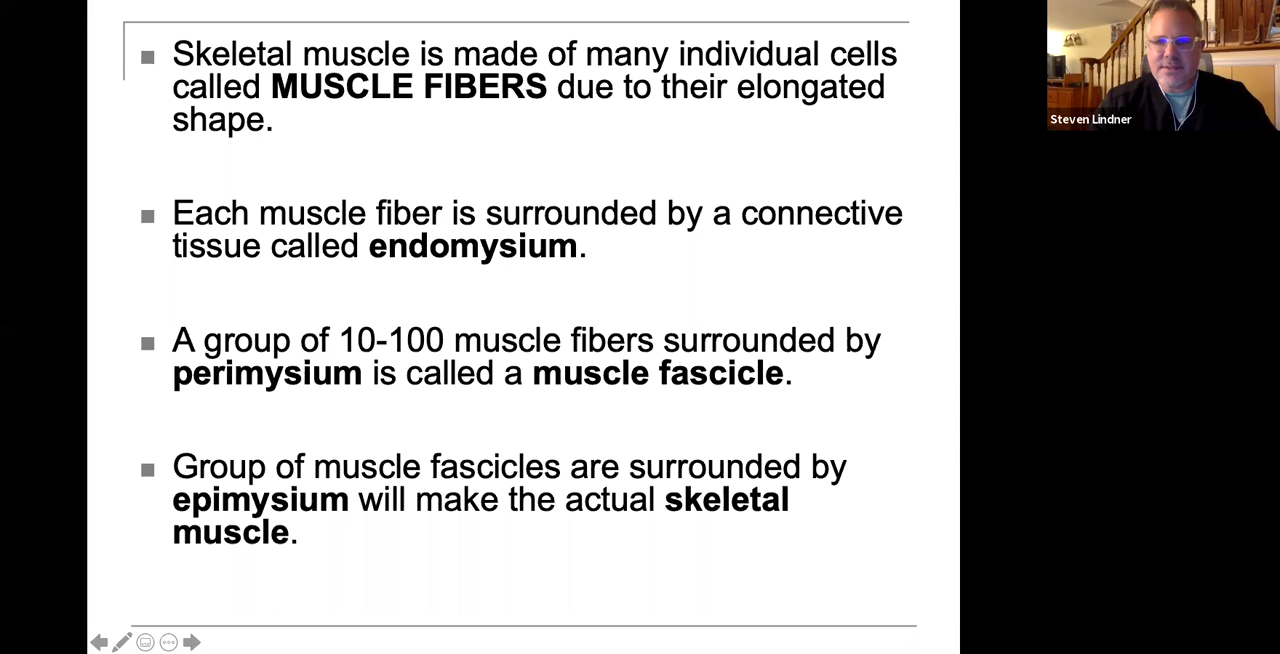 Skeletal muscle is made of many individual cells
called MUSCLE FIBERS due to their elongated
shape.
Each muscle fiber is surrounded by a connective
tissue called endomysium.
A group of 10-100 muscle fibers surrounded by
perimysium is called a muscle fascicle.
Group of muscle fascicles are surrounded by
epimysium will make the actual skeletal
muscle.
Steven Lindner